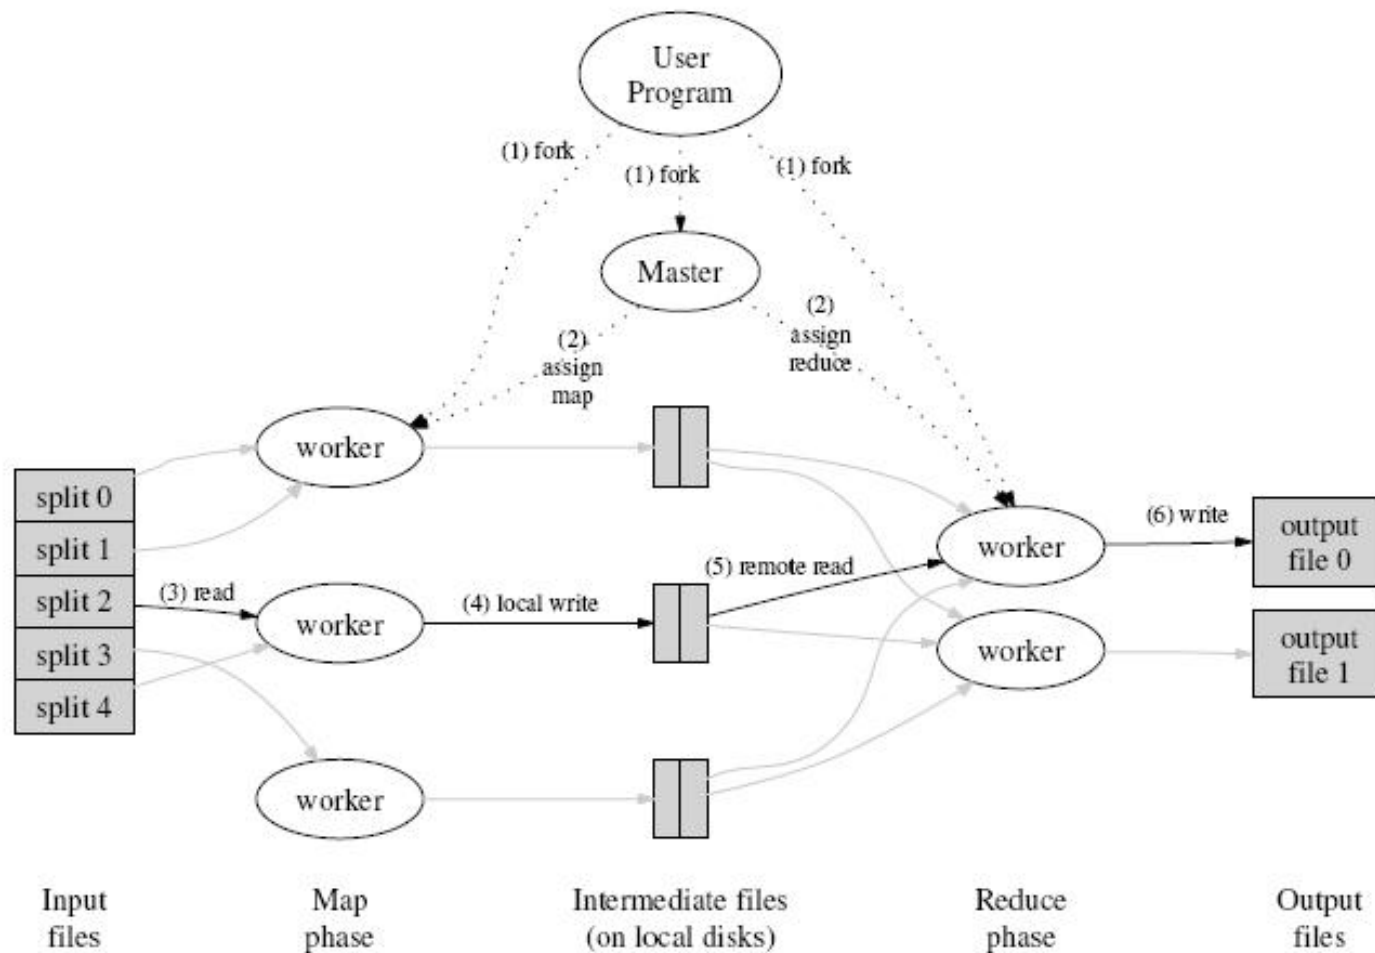 User
Program
(1) fork
(1) fork
(1) fork
Master
(2)
assign
map
(2)
assign
reduce
worker
split 0
split 1
split 2
split 3
split 4
(3) read
worker
(4) local write
worker
(5) remote read
worker
worker
(6) write
output
file 0
output
file 1
Input
files
Map
phase
Intermediate files
(on local disks)
Reduce
phase
Output
files